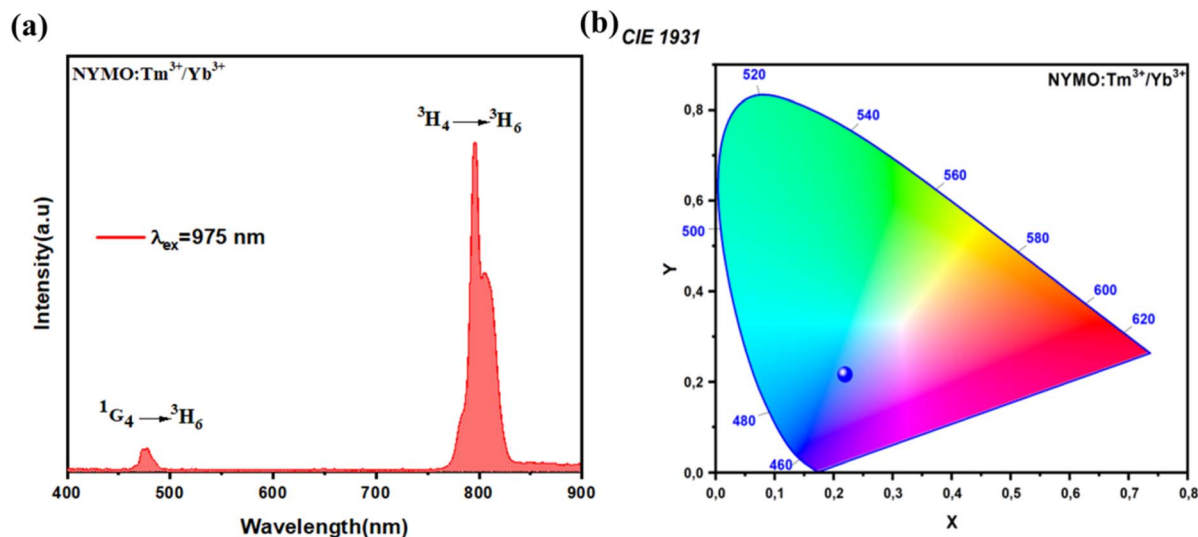 (a)
NYMO:Tm³⁺/Yb³⁺
³H₄ → ³H₆
λₑₓ=975 nm
¹G₄ → ³H₆
Intensity(a.u)
400 500 600 700 800 900
Wavelength(nm)
(b)
CIE 1931
NYMO:Tm³⁺/Yb³⁺
520
540
560
500
580
600
620
480
460
0,8
0,6
0,4
0,2
0,0
Y
0,0 0,1 0,2 0,3 0,4 0,5 0,6 0,7 0,8
X